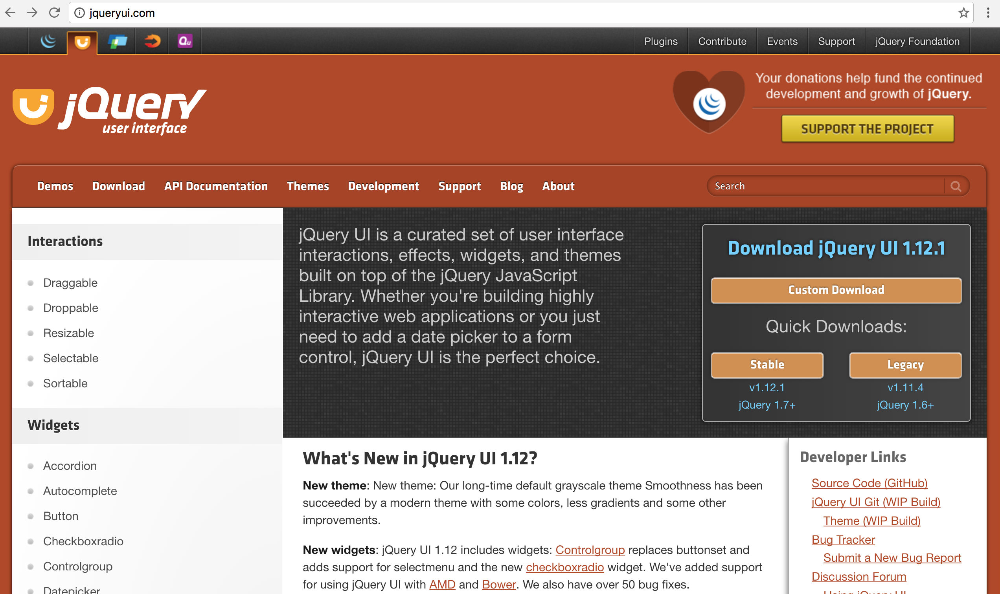 jqueryui.com
Qu
Plugins
Contribute
Events
Support
jQuery Foundation
jQuery
user interface
Your donations help fund the continued
development and growth of jQuery.
SUPPORT THE PROJECT
Demos
Download
API Documentation
Themes
Development
Support
Blog
About
Search
Interactions
Draggable
Droppable
Resizable
Selectable
Sortable
Widgets
Accordion
Autocomplete
Button
Checkboxradio
Controlgroup
Datepicker
jQuery UI is a curated set of user interface
interactions, effects, widgets, and themes
built on top of the jQuery JavaScript
Library. Whether you're building highly
interactive web applications or you just
need to add a date picker to a form
control, jQuery UI is the perfect choice.
Download jQuery UI 1.12.1
Custom Download
Quick Downloads:
Stable
v1.12.1
jQuery 1.7+
Legacy
v1.11.4
jQuery 1.6+
What's New in jQuery UI 1.12?
New theme: New theme: Our long-time default grayscale theme Smoothness has been
succeeded by a modern theme with some colors, less gradients and some other
improvements.
New widgets: jQuery UI 1.12 includes widgets: Controlgroup replaces buttonset and
adds support for selectmenu and the new checkboxradio widget. We've added support
for using jQuery UI with AMD and Bower. We also have over 50 bug fixes.
Developer Links
Source Code (GitHub)
jQuery UI Git (WIP Build)
Theme (WIP Build)
Bug Tracker
Submit a New Bug Report
Discussion Forum
Using jQuery UI